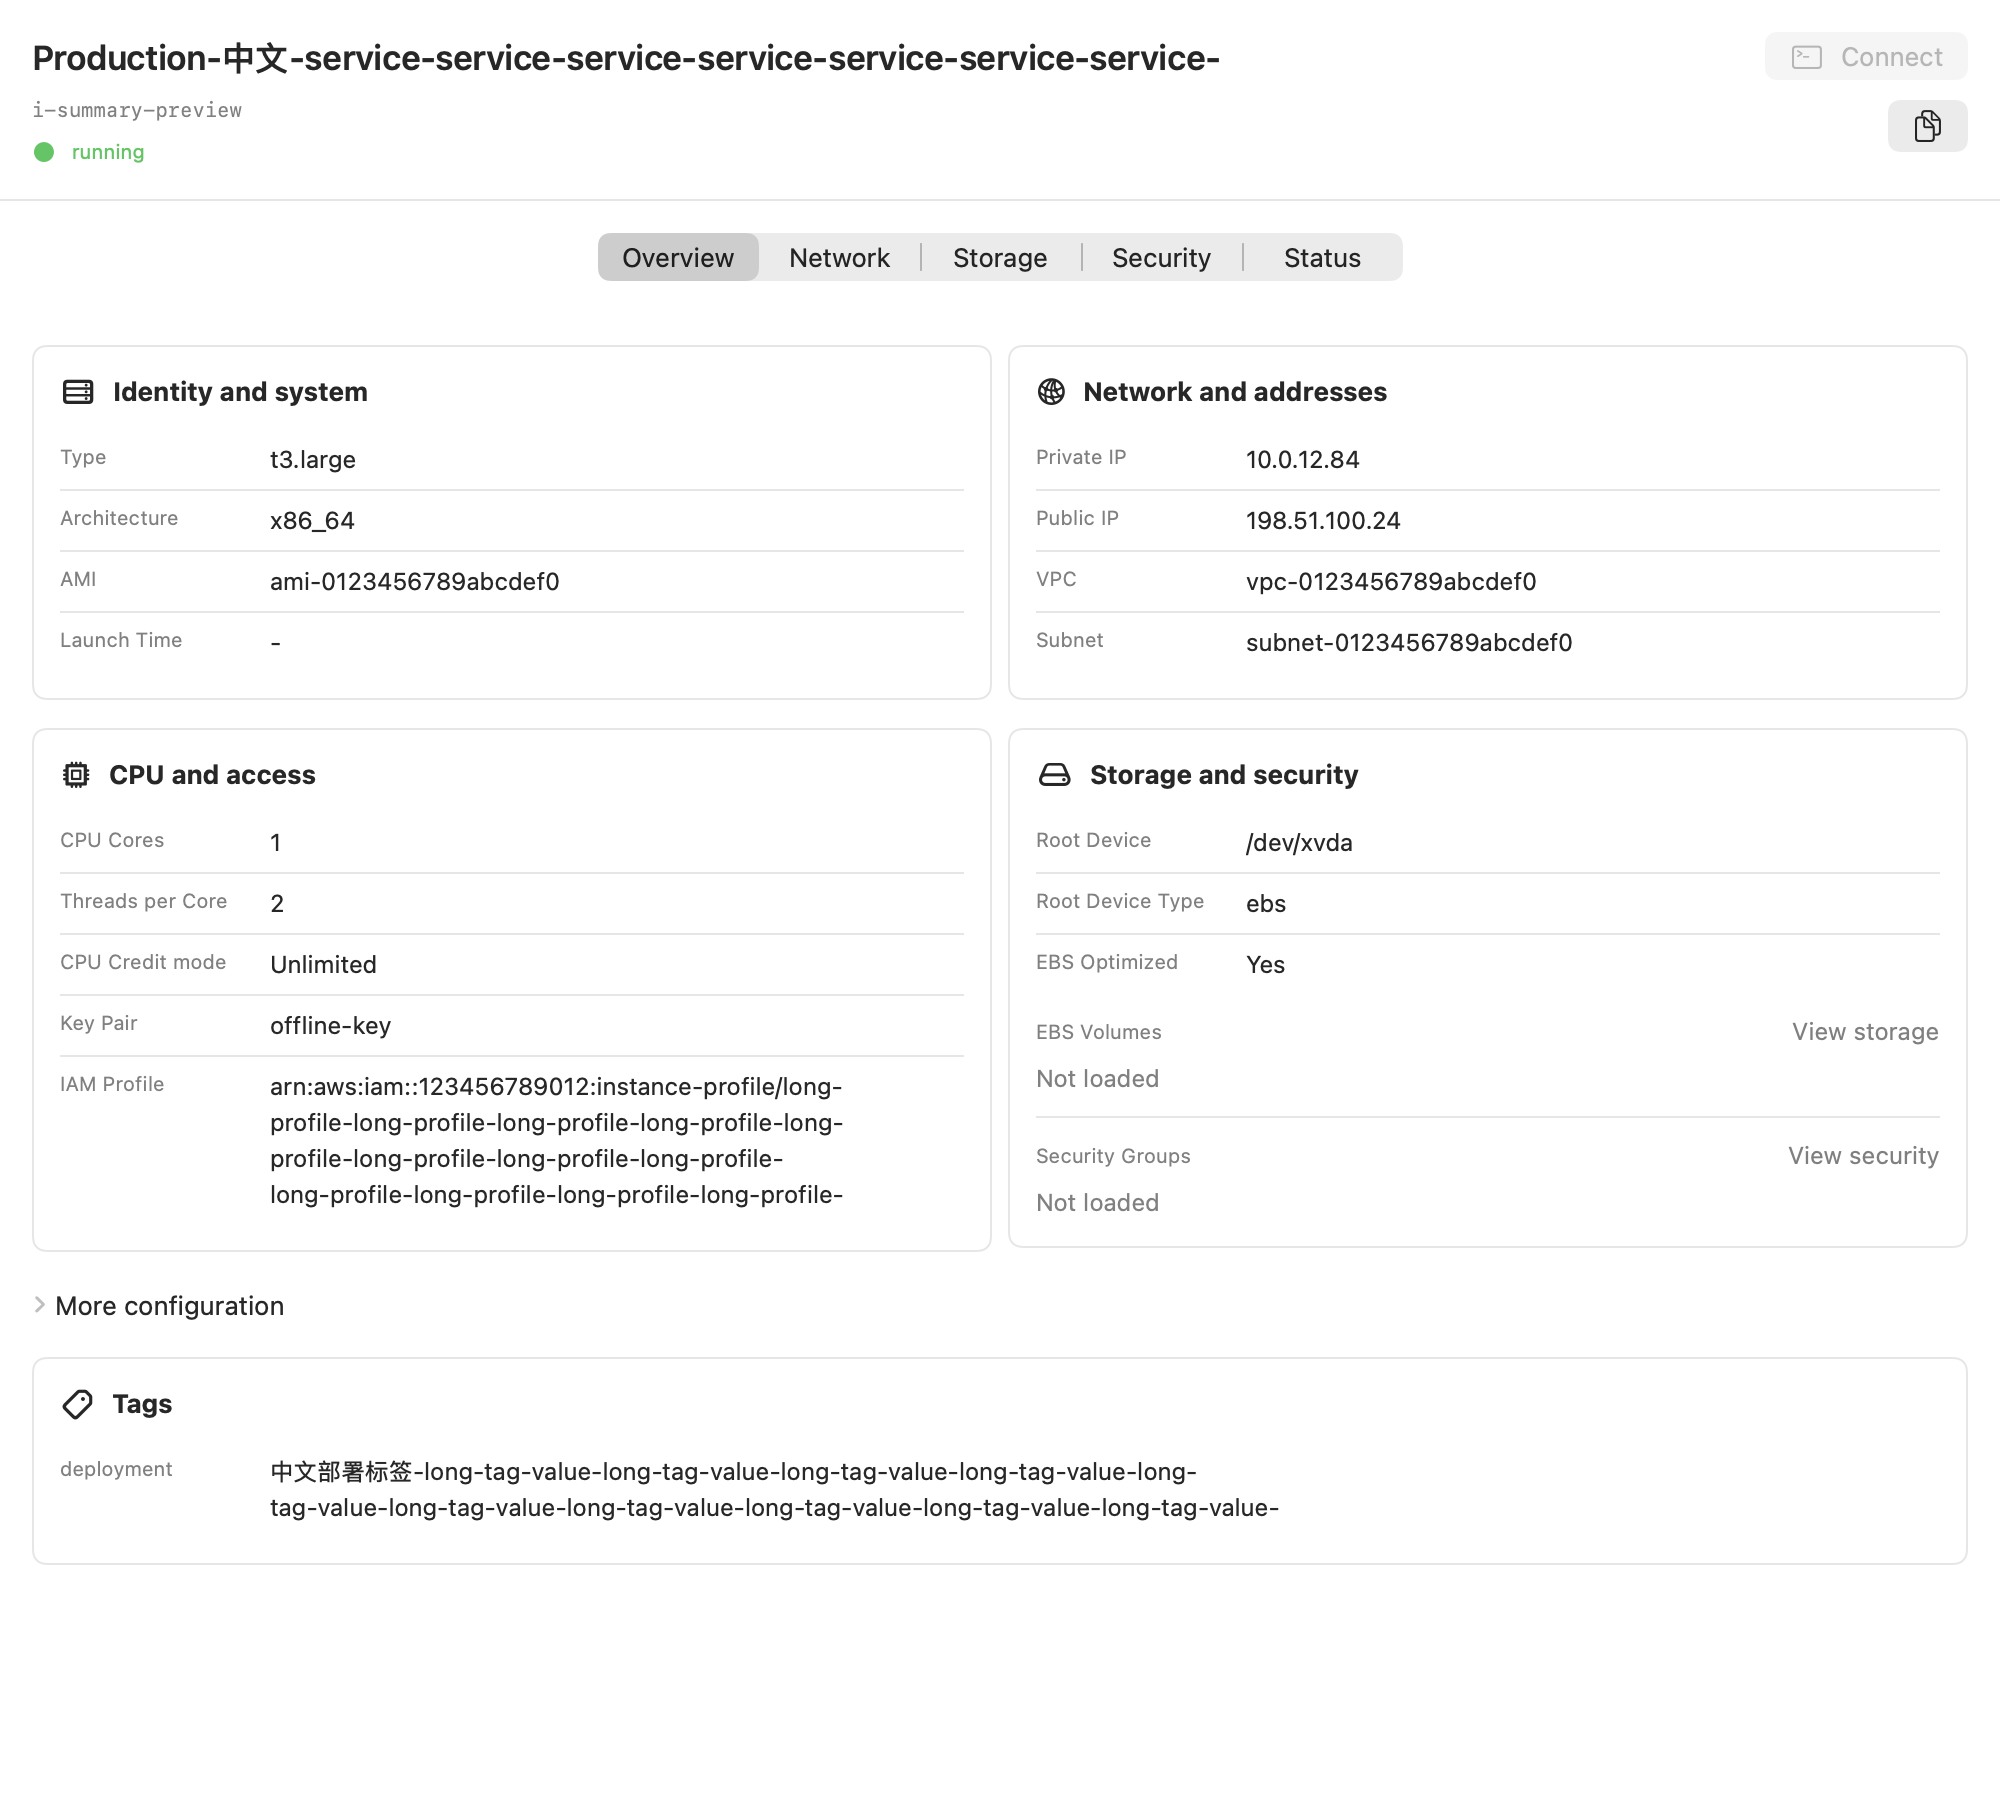 Production-中文-service-service-service-service-service-service-service-
Connect
i-summary-preview
running
Overview
Network
Storage
Security
Status
Identity and system
Type
t3.large
Architecture
x86_64
AMI
ami-0123456789abcdef0
Launch Time
-
Network and addresses
Private IP
10.0.12.84
Public IP
198.51.100.24
VPC
vpc-0123456789abcdef0
Subnet
subnet-0123456789abcdef0
CPU and access
CPU Cores
1
Threads per Core
2
CPU Credit mode
Unlimited
Key Pair
offline-key
IAM Profile
arn:aws:iam::123456789012:instance-profile/long-
profile-long-profile-long-profile-long-profile-long-
profile-long-profile-long-profile-long-profile-
long-profile-long-profile-long-profile-long-profile-
Storage and security
Root Device
/dev/xvda
Root Device Type
ebs
EBS Optimized
Yes
EBS Volumes
View storage
Not loaded
Security Groups
View security
Not loaded
More configuration
Tags
deployment
中文部署标签-long-tag-value-long-tag-value-long-tag-value-long-tag-value-long-
tag-value-long-tag-value-long-tag-value-long-tag-value-long-tag-value-long-tag-value-